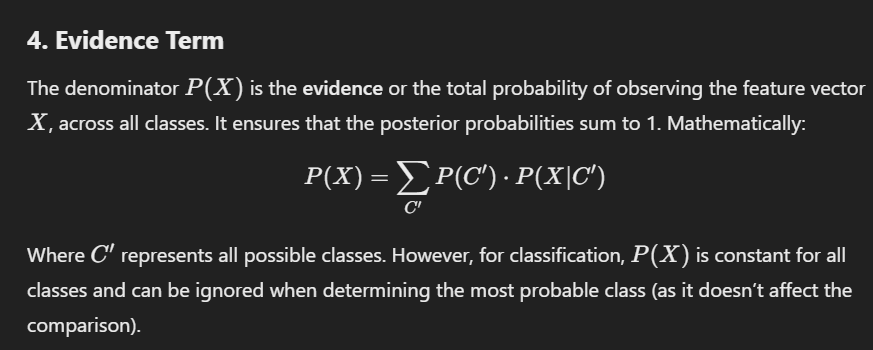 4. Evidence Term
The denominator P(X) is the evidence or the total probability of observing the feature vector
X, across all classes. It ensures that the posterior probabilities sum to 1. Mathematically:
P(X) = ∑ P(C′) · P(X|C′)
C′
Where C′ represents all possible classes. However, for classification, P(X) is constant for all
classes and can be ignored when determining the most probable class (as it doesn't affect the
comparison).